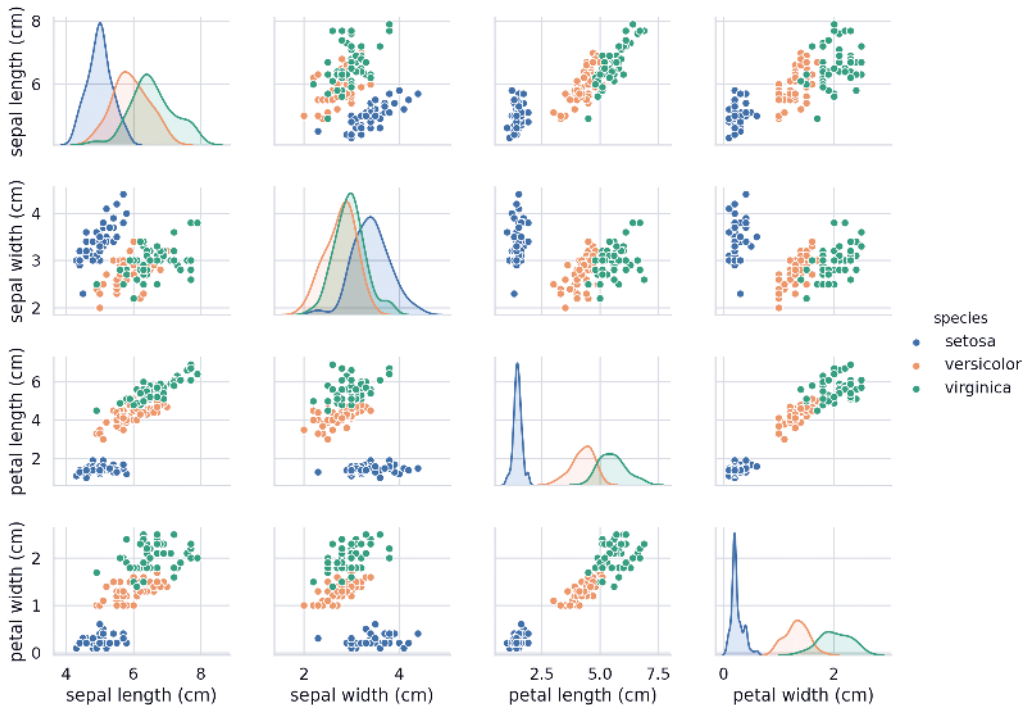 sepal length (cm)
8
6
sepal width (cm)
4
3
2
species
setosa
versicolor
virginica
petal length (cm)
6
4
2
petal width (cm)
2
1
0
4 6 8
2 4
2.5 5.0 7.5
0 2
sepal length (cm)
sepal width (cm)
petal length (cm)
petal width (cm)